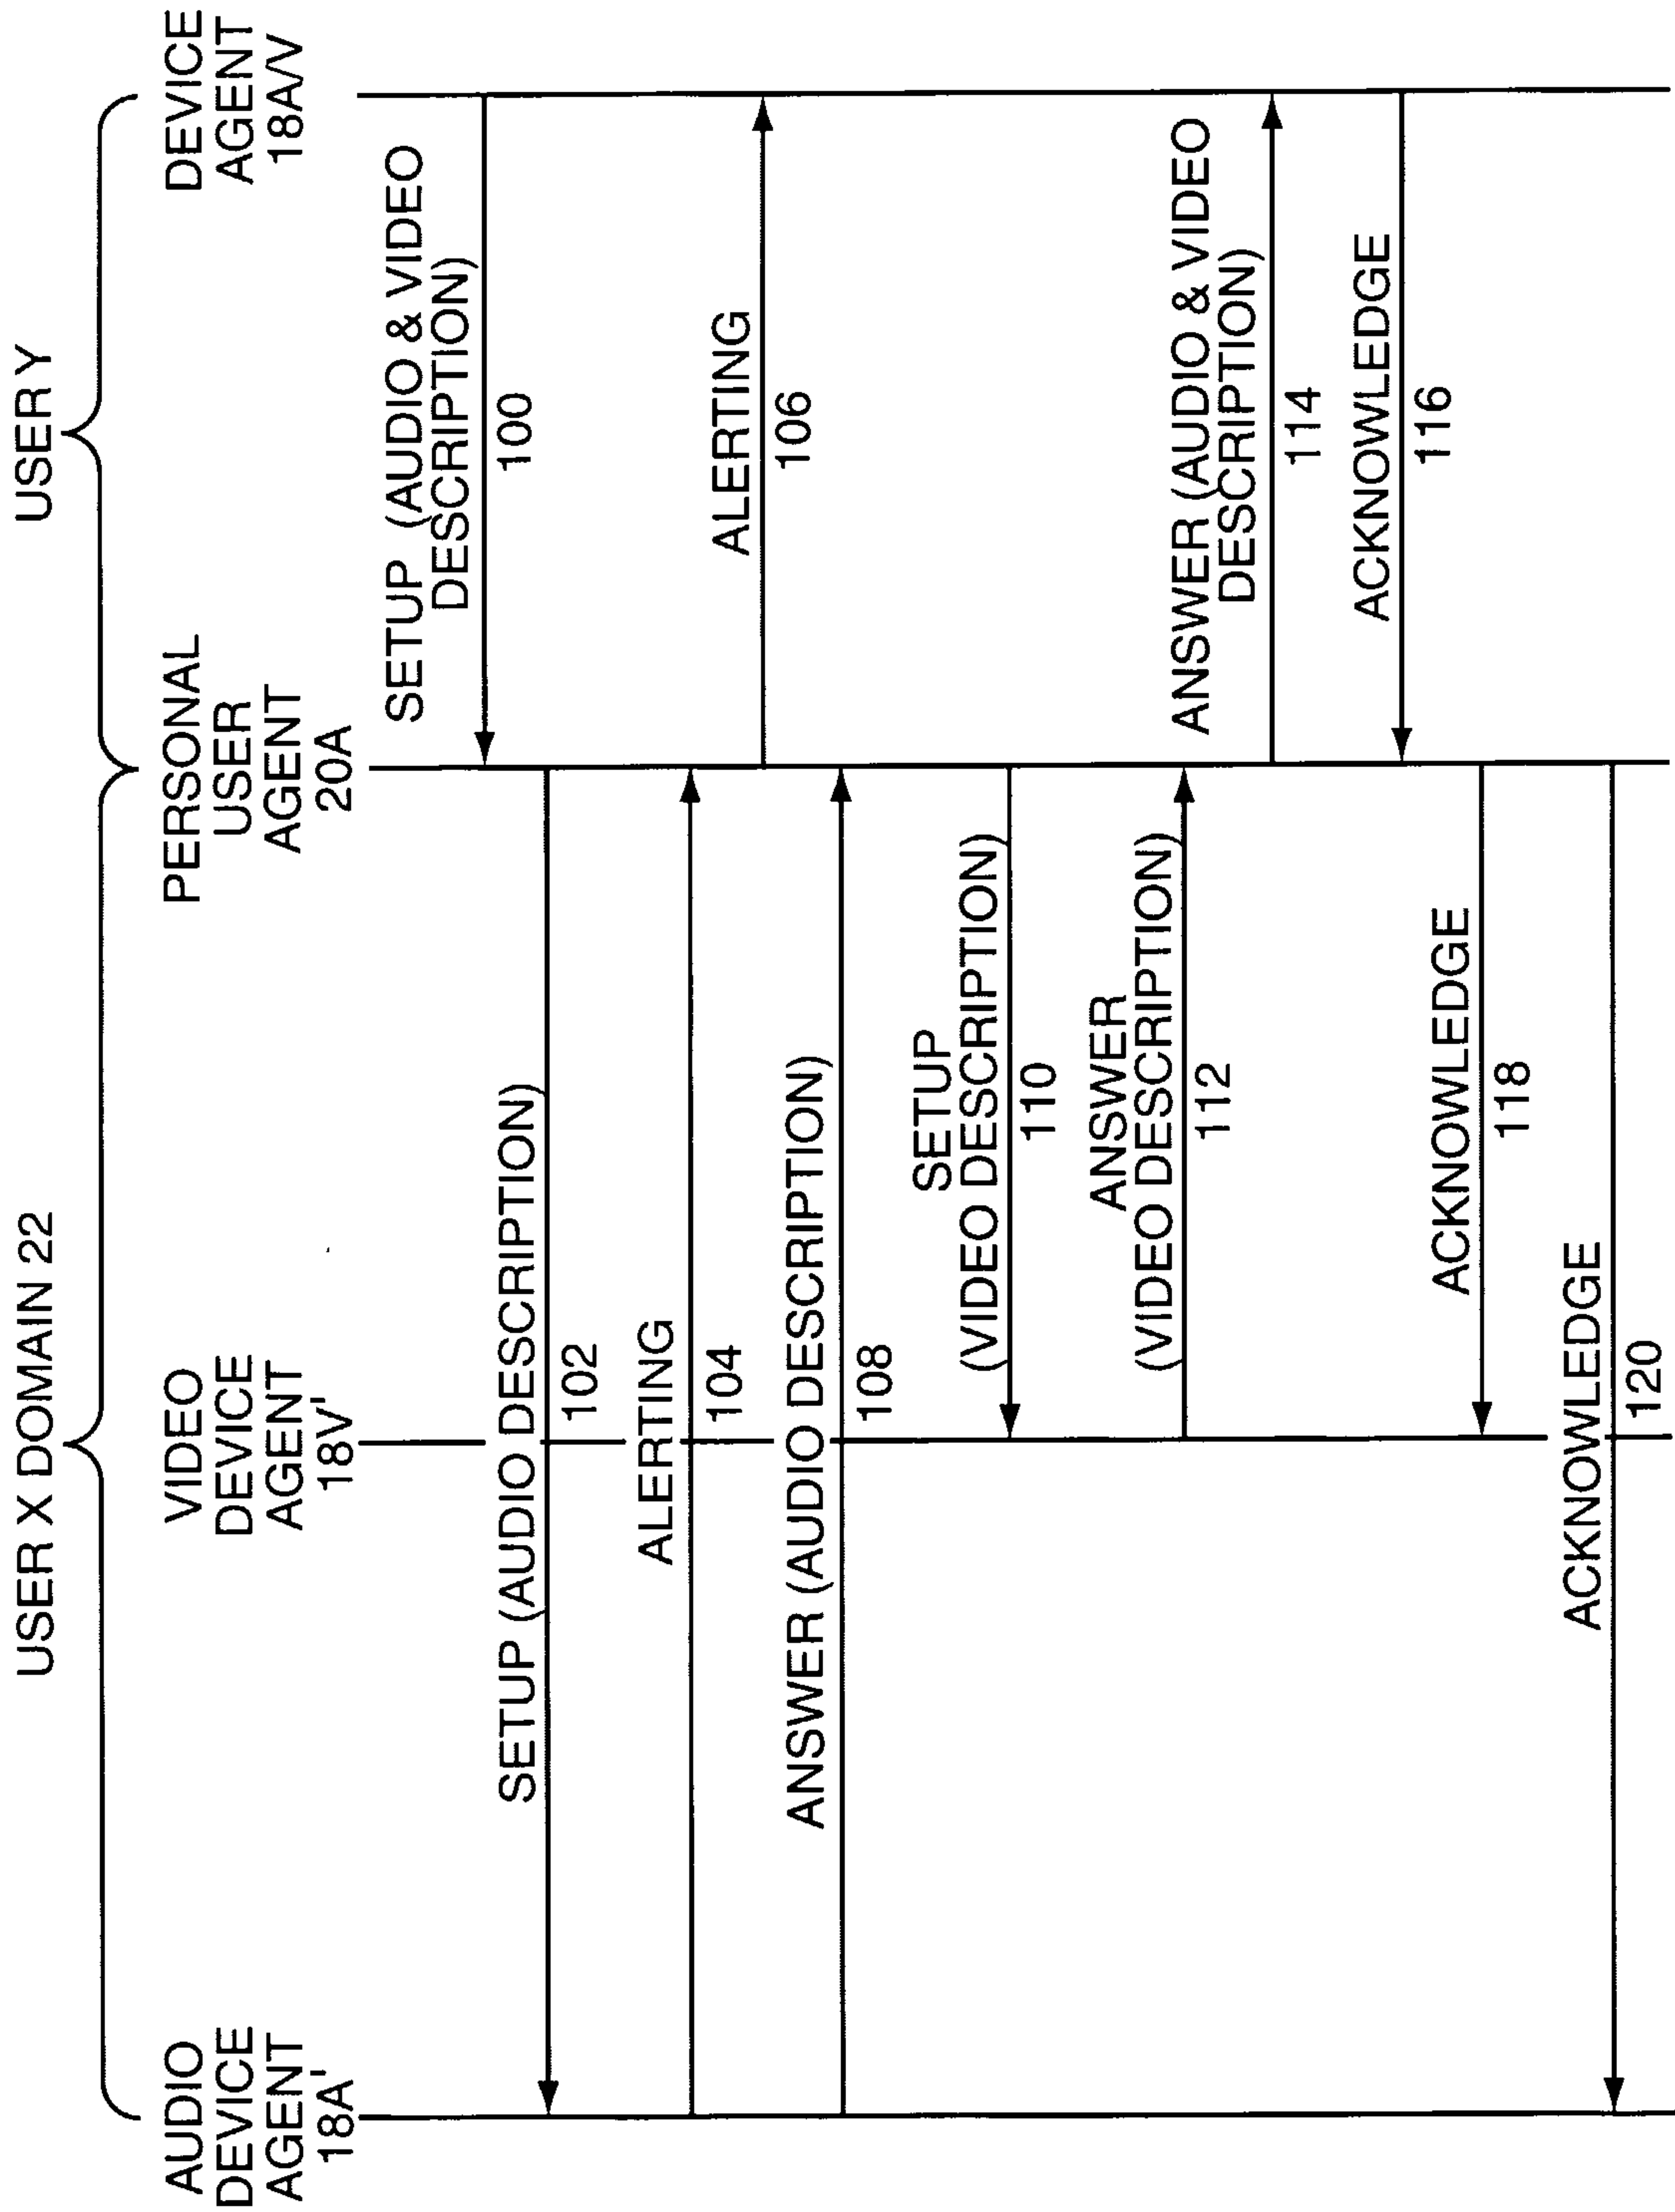 USER X DOMAIN 22
USER Y
AUDIO
DEVICE
AGENT
18A'
VIDEO
DEVICE
AGENT
18V'
PERSONAL
USER
AGENT
20A
DEVICE
AGENT
18A/V
SETUP (AUDIO & VIDEO
DESCRIPTION)
100
SETUP (AUDIO DESCRIPTION)
102
ALERTING
104
ALERTING
106
ANSWER (AUDIO DESCRIPTION)
108
SETUP
(VIDEO DESCRIPTION)
110
ANSWER
(VIDEO DESCRIPTION)
112
ANSWER (AUDIO & VIDEO
DESCRIPTION)
114
ACKNOWLEDGE
116
ACKNOWLEDGE
118
ACKNOWLEDGE
120